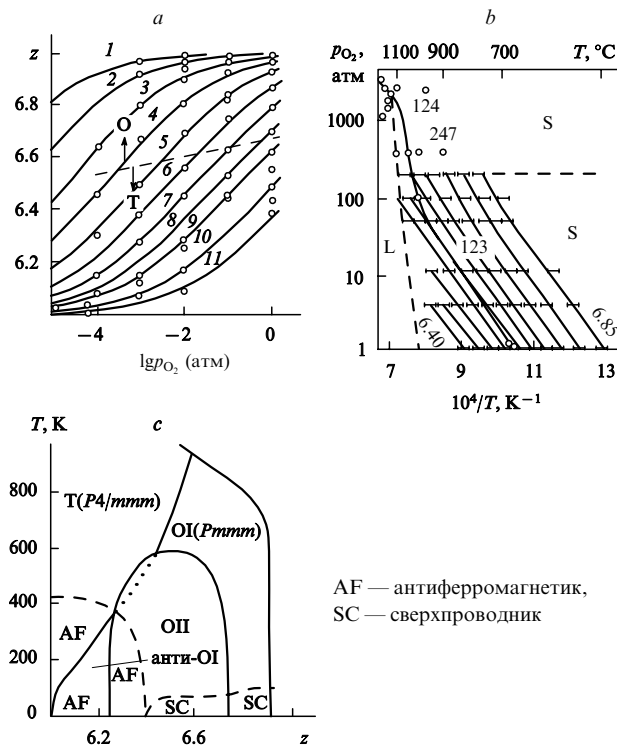 a
z
6.8
6.6
6.4
6.2
1
2
3
4
5
6
7
8
9
10
11
O
T
−4
−2
0
lg p_O₂ (атм)
b
p_O₂, атм
1100
900
700
T, °C
1000
100
10
1
124
247
123
S
S
L
6.40
6.85
7
9
11
13
10⁴/T, K⁻¹
T, K
c
800
600
400
200
0
T(P4/mmm)
OI(Pmmm)
OII
анти-OI
AF
AF
AF
SC
SC
6.2
6.6
z
AF — антиферромагнетик,
SC — сверхпроводник